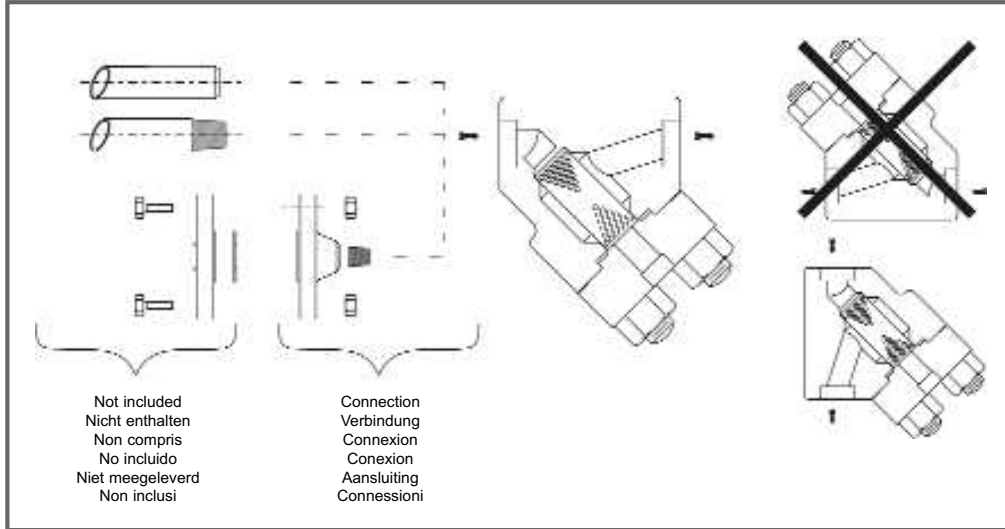 Not included
Nicht enthalten
Non compris
No incluido
Niet meegeleverd
Non inclusi
Connection
Verbindung
Connexion
Conexion
Aansluiting
Connessioni